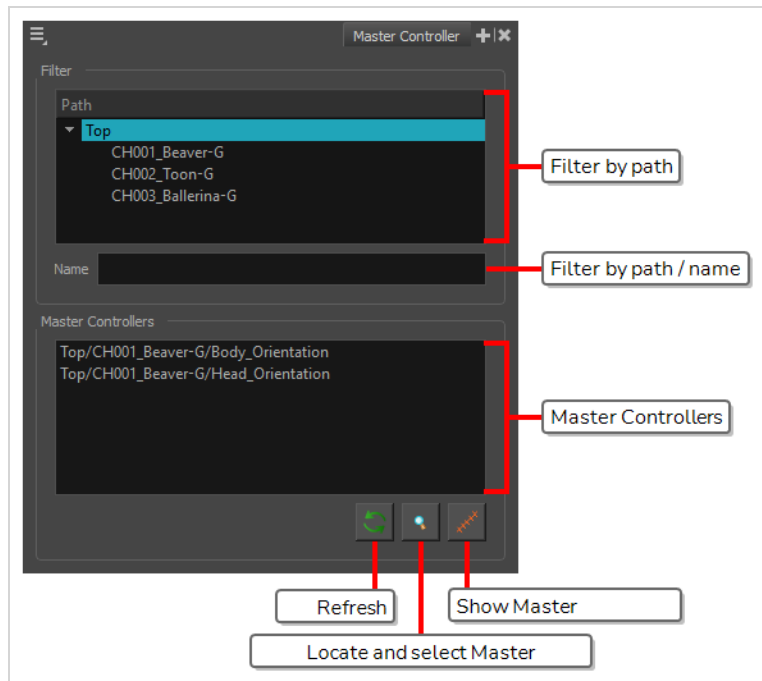 Master Controller
Filter
Path
Top
CH001_Beaver-G
CH002_Toon-G
CH003_Ballerina-G
Filter by path
Name
Filter by path / name
Master Controllers
Top/CH001_Beaver-G/Body_Orientation
Top/CH001_Beaver-G/Head_Orientation
Master Controllers
Refresh
Show Master
Locate and select Master